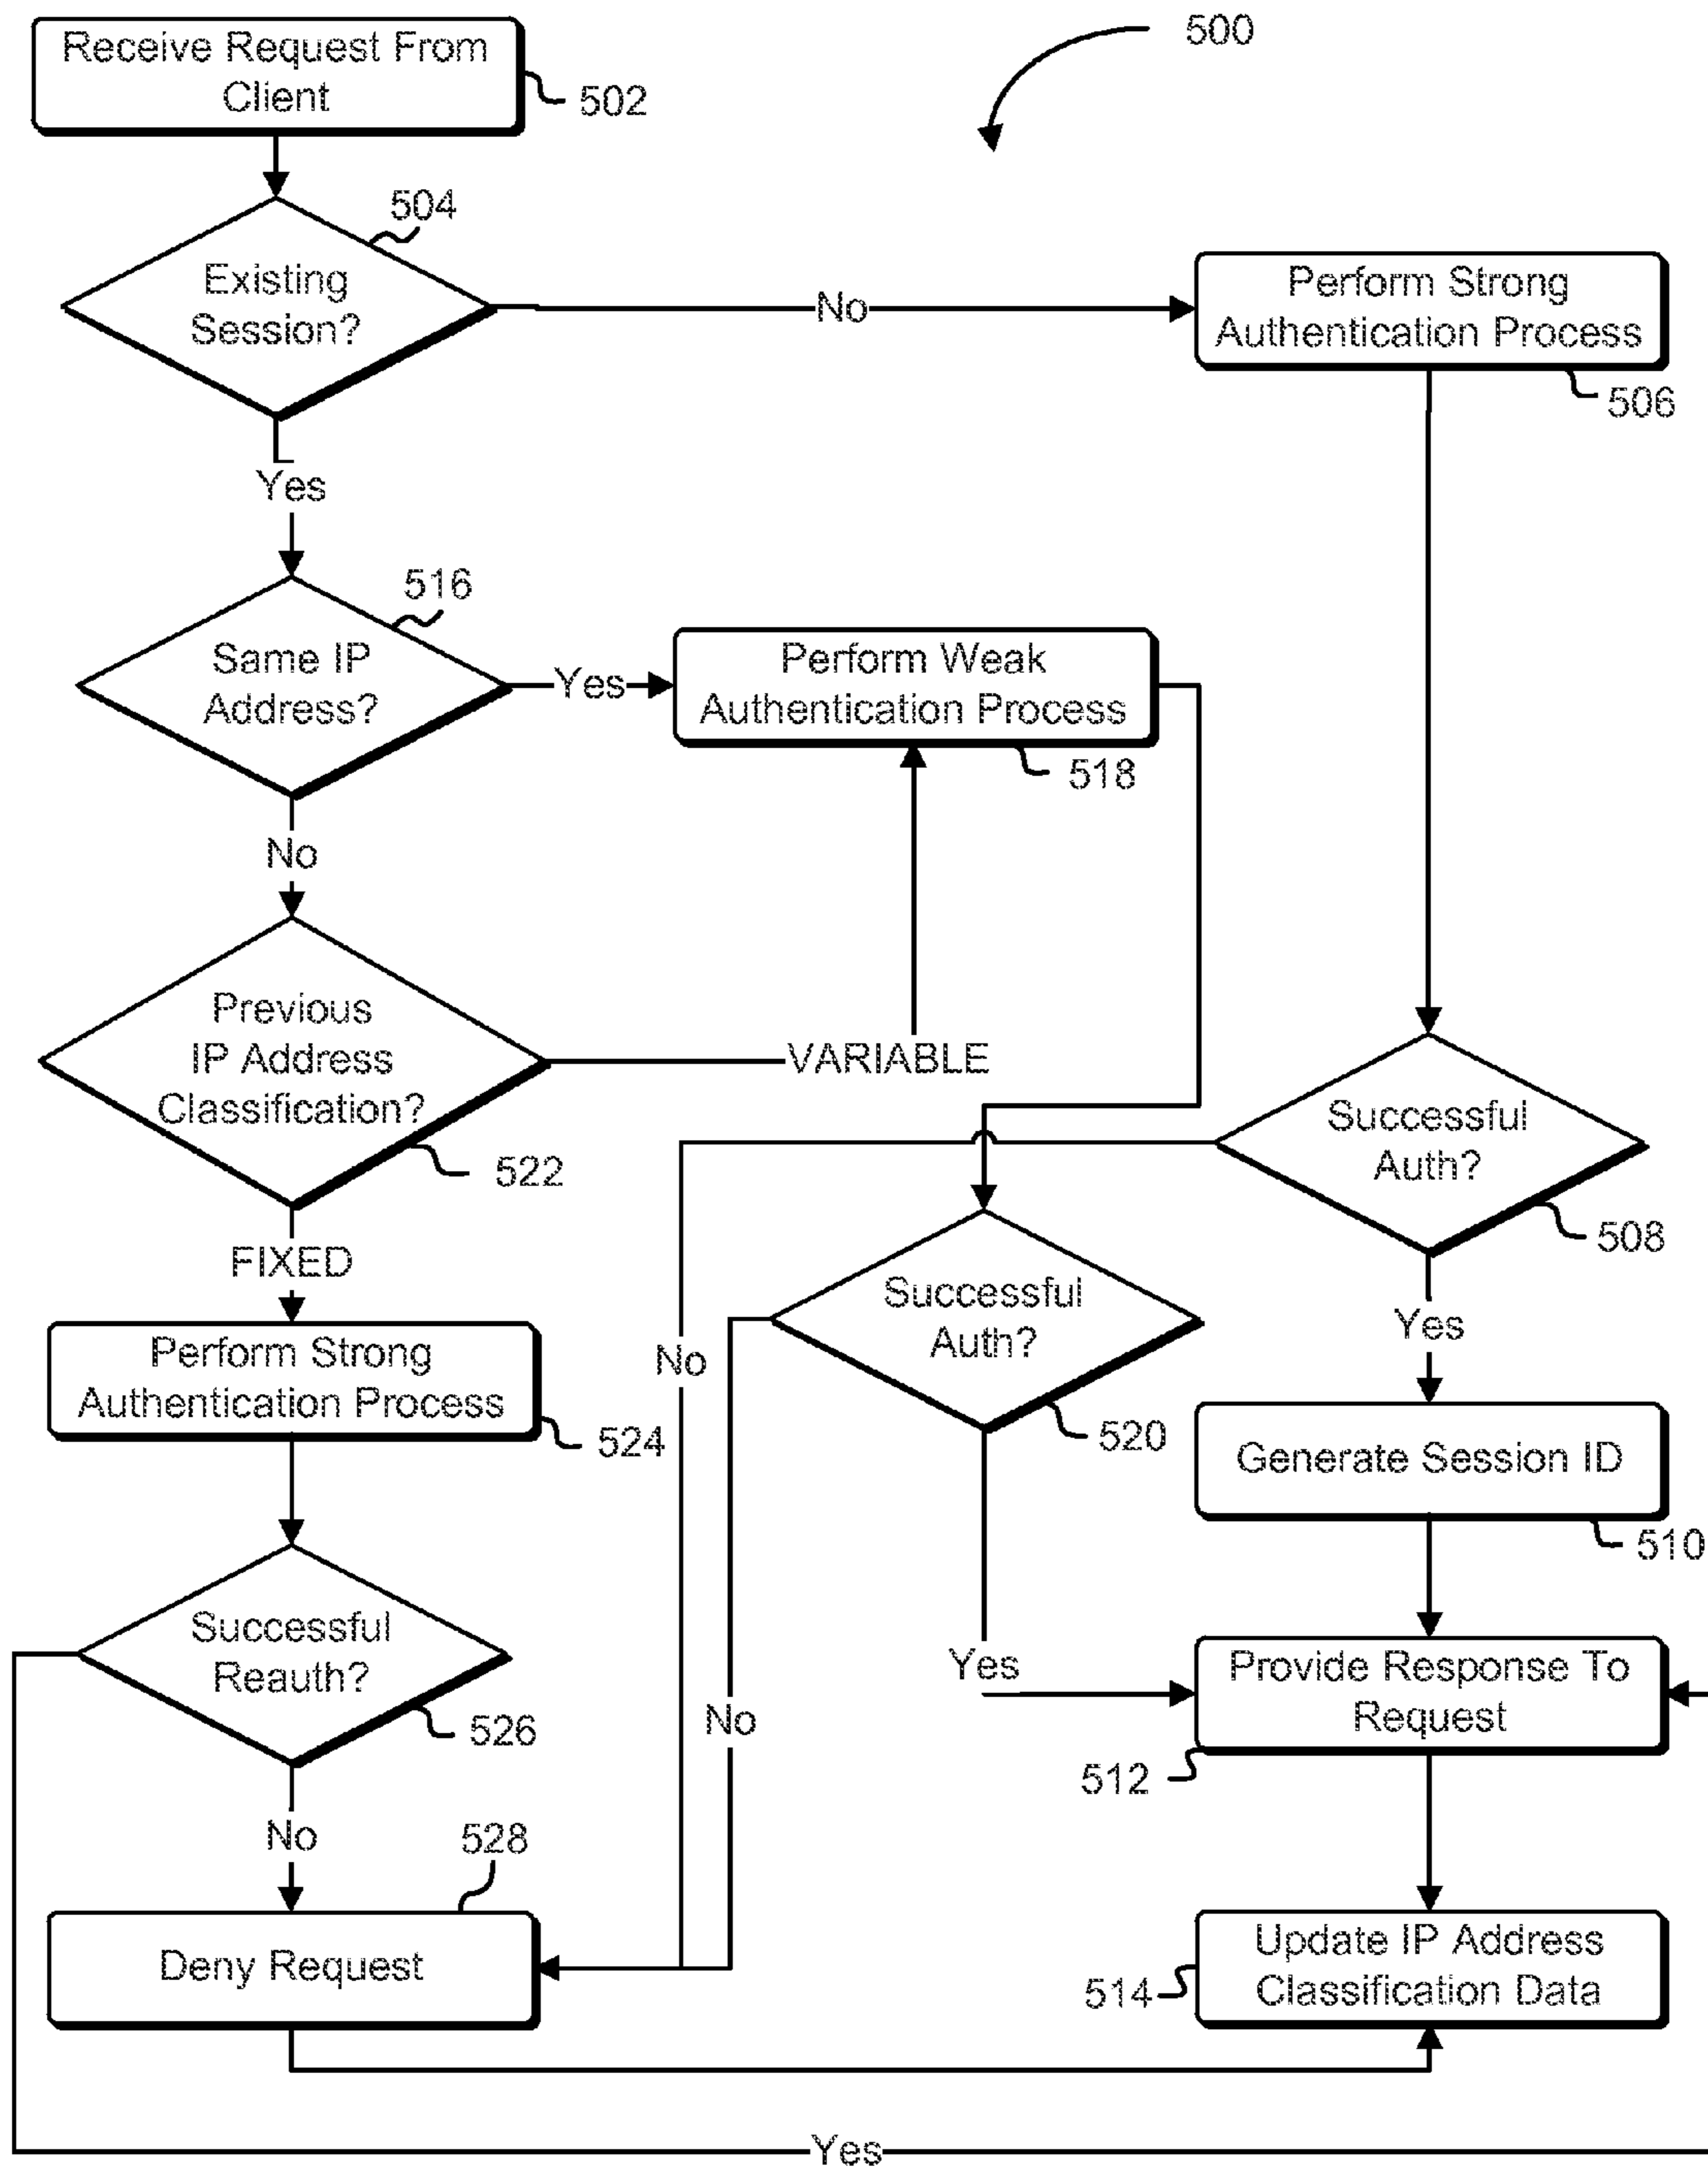 Receive Request From
Client
502
500
504
Existing
Session?
No
Perform Strong
Authentication Process
506
Yes
516
Same IP
Address?
Yes
Perform Weak
Authentication Process
518
No
Previous
IP Address
Classification?
522
VARIABLE
Successful
Auth?
508
FIXED
Successful
Auth?
520
No
Yes
Perform Strong
Authentication Process
524
Generate Session ID
510
Successful
Reauth?
526
Yes
No
Provide Response To
Request
512
No
528
Deny Request
Update IP Address
Classification Data
514
Yes